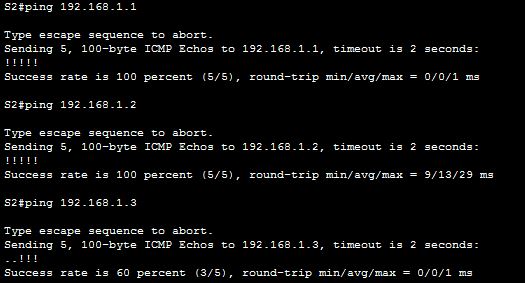 S2#ping 192.168.1.1
Type escape sequence to abort.
Sending 5, 100-byte ICMP Echos to 192.168.1.1, timeout is 2 seconds:
!!!!!
Success rate is 100 percent (5/5), round-trip min/avg/max = 0/0/1 ms
S2#ping 192.168.1.2
Type escape sequence to abort.
Sending 5, 100-byte ICMP Echos to 192.168.1.2, timeout is 2 seconds:
!!!!!
Success rate is 100 percent (5/5), round-trip min/avg/max = 9/13/29 ms
S2#ping 192.168.1.3
Type escape sequence to abort.
Sending 5, 100-byte ICMP Echos to 192.168.1.3, timeout is 2 seconds:
..!!!
Success rate is 60 percent (3/5), round-trip min/avg/max = 0/0/1 ms